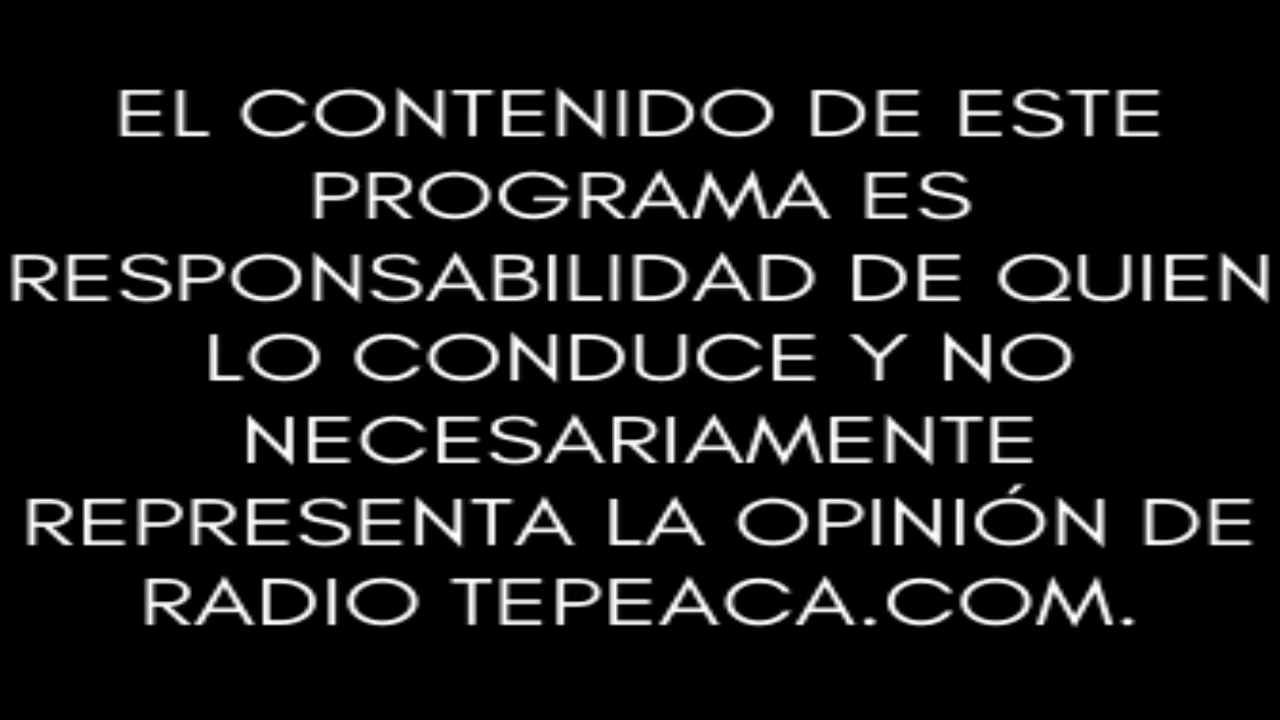 EL CONTENIDO DE ESTE
PROGRAMA ES
RESPONSABILIDAD DE QUIEN
LO CONDUCE Y NO
NECESARIAMENTE
REPRESENTA LA OPINIÓN DE
RADIO TEPEACA.COM.